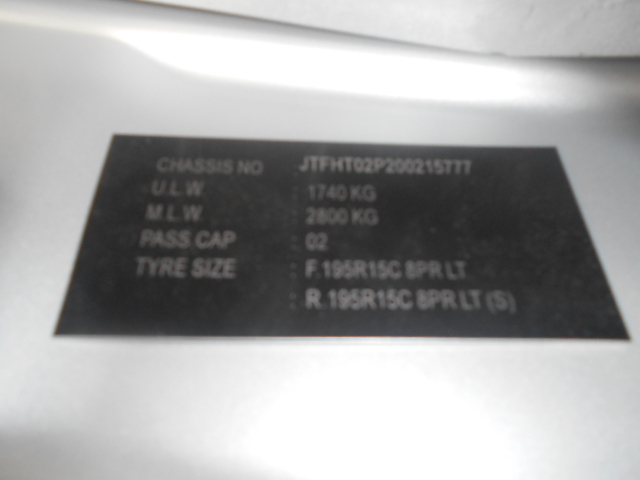 CHASSIS NO JTFHT02P200215777
U.L.W. : 1740 KG
M.L.W. : 2800 KG
PASS CAP : 02
TYRE SIZE : F.195R15C 8PR LT
: R.195R15C 8PR LT (S)